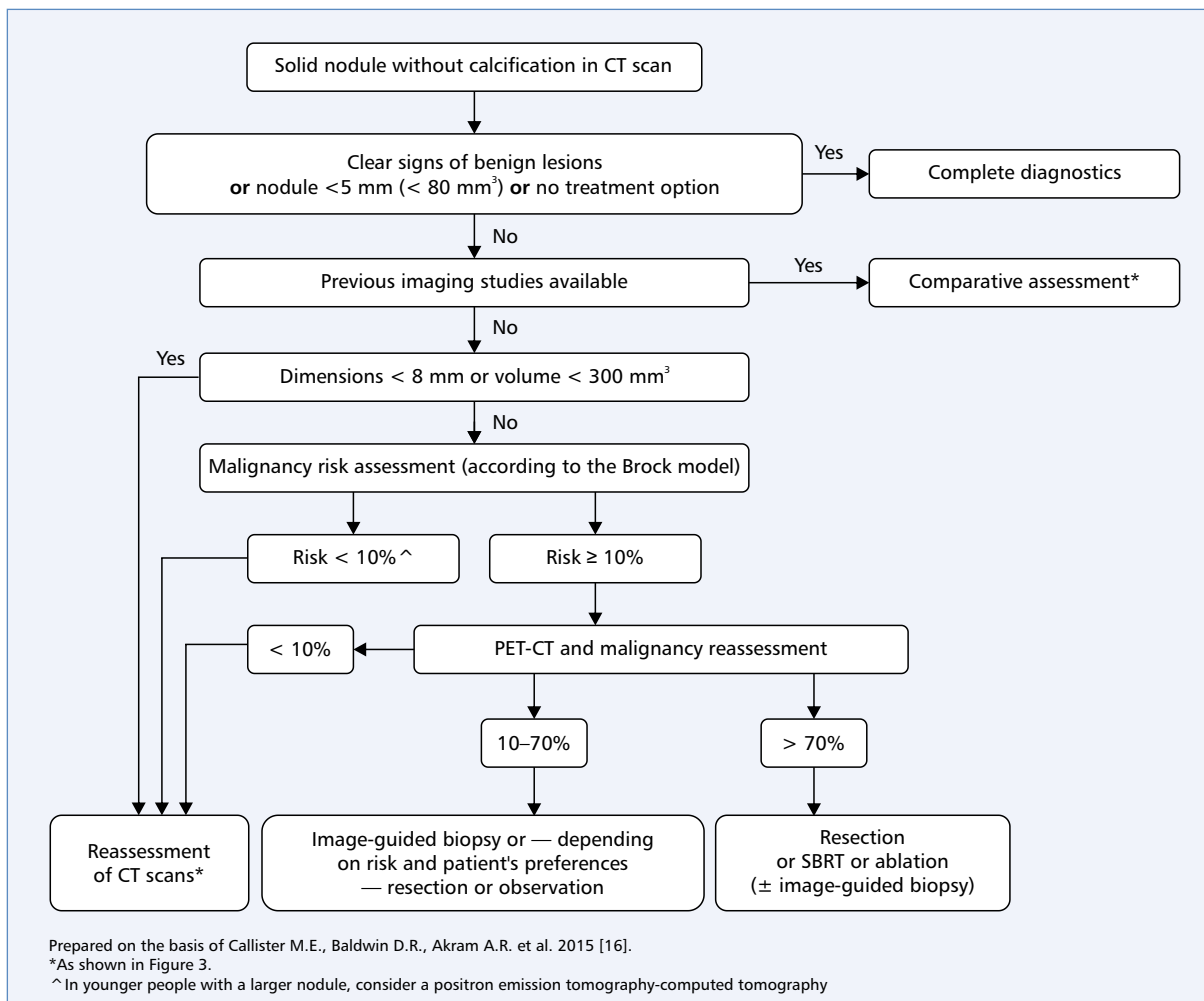 Solid nodule without calcification in CT scan
Clear signs of benign lesions
or nodule <5 mm (< 80 mm³) or no treatment option
Yes
Complete diagnostics
No
Previous imaging studies available
Yes
Comparative assessment*
No
Yes
Dimensions < 8 mm or volume < 300 mm³
No
Malignancy risk assessment (according to the Brock model)
Risk < 10%^
Risk ≥ 10%
< 10%
PET-CT and malignancy reassessment
10–70%
> 70%
Reassessment
of CT scans*
Image-guided biopsy or — depending
on risk and patient's preferences
— resection or observation
Resection
or SBRT or ablation
(± image-guided biopsy)
Prepared on the basis of Callister M.E., Baldwin D.R., Akram A.R. et al. 2015 [16].
*As shown in Figure 3.
^In younger people with a larger nodule, consider a positron emission tomography-computed tomography